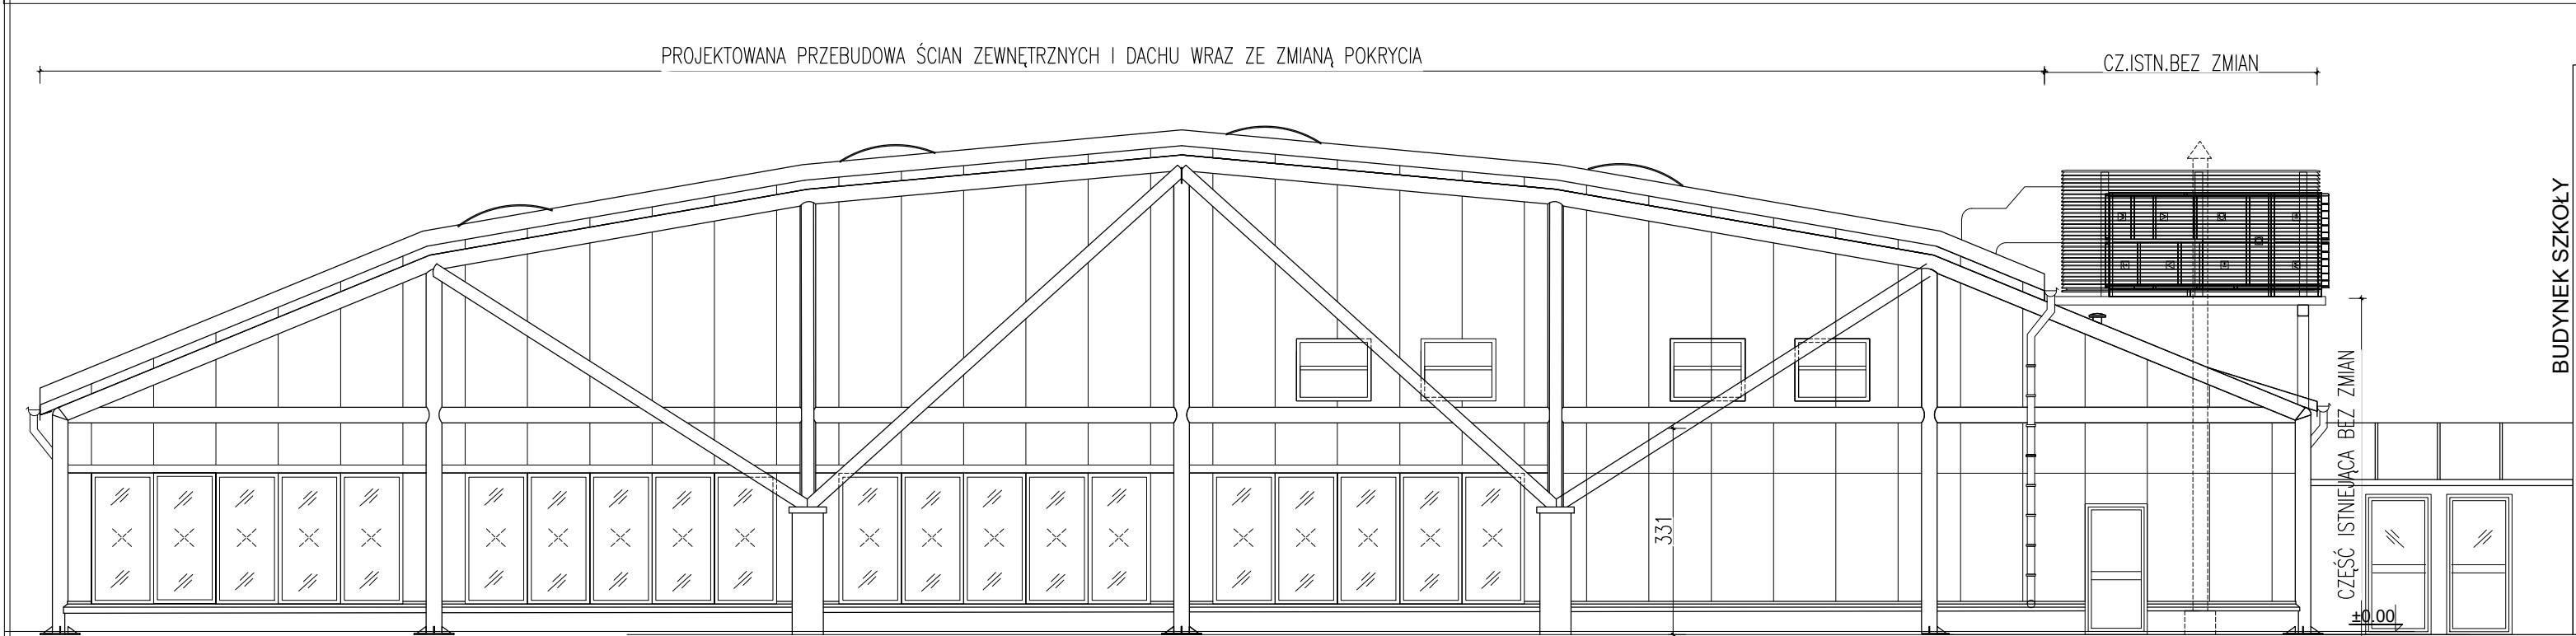 PROJEKTOWANA PRZEBUDOWA ŚCIAN ZEWNĘTRZNYCH I DACHU WRAZ ZE ZMIANĄ POKRYCIA
CZ.ISTN.BEZ ZMIAN
BUDYNEK SZKOŁY
CZĘŚĆ ISTNIEJĄCA BEZ ZMIAN
331
±0.00